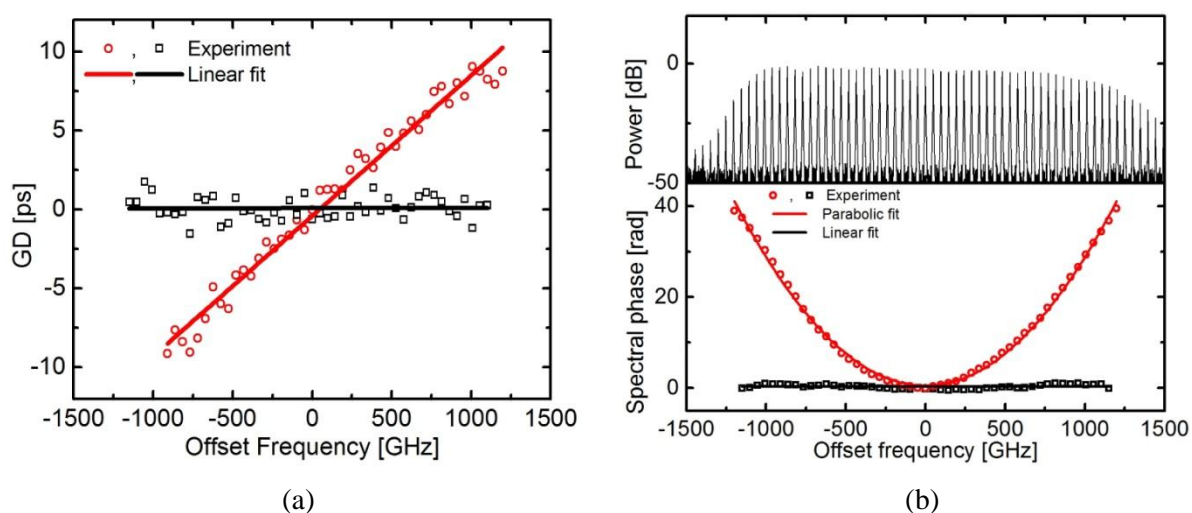 10
5
0
-5
-10
GD [ps]
○ , □ Experiment
, Linear fit
-1500 -1000 -500 0 500 1000 1500
Offset Frequency [GHz]
(a)
0
-50
Power [dB]
○ , □ Experiment
Parabolic fit
Linear fit
40
20
0
Spectral phase [rad]
-1500 -1000 -500 0 500 1000 1500
Offset frequency [GHz]
(b)